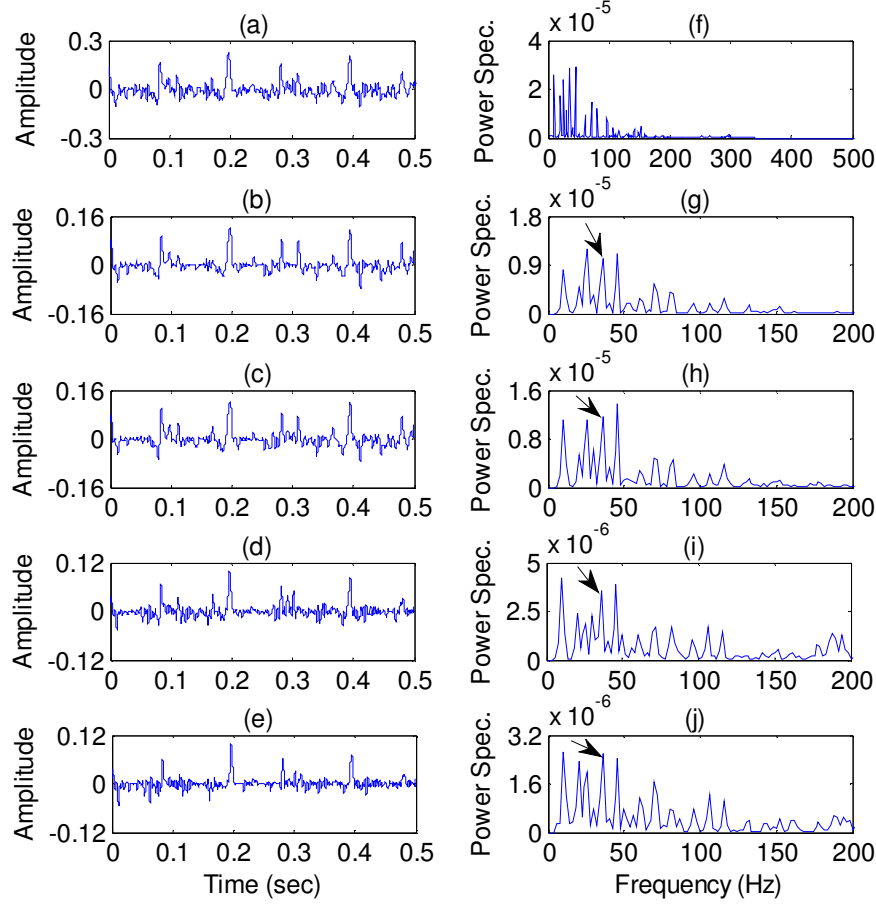 (a)
Amplitude
0.3
0
-0.3
0 0.1 0.2 0.3 0.4 0.5
(f)
x 10^-5
Power Spec.
4
2
0
0 100 200 300 400 500
(b)
Amplitude
0.16
0
-0.16
0 0.1 0.2 0.3 0.4 0.5
(g)
x 10^-5
Power Spec.
1.8
0.9
0
0 50 100 150 200
(c)
Amplitude
0.16
0
-0.16
0 0.1 0.2 0.3 0.4 0.5
(h)
x 10^-5
Power Spec.
1.6
0.8
0
0 50 100 150 200
(d)
Amplitude
0.12
0
-0.12
0 0.1 0.2 0.3 0.4 0.5
(i)
x 10^-6
Power Spec.
5
2.5
0
0 50 100 150 200
(e)
Amplitude
0.12
0
-0.12
0 0.1 0.2 0.3 0.4 0.5
Time (sec)
(j)
x 10^-6
Power Spec.
3.2
1.6
0
0 50 100 150 200
Frequency (Hz)